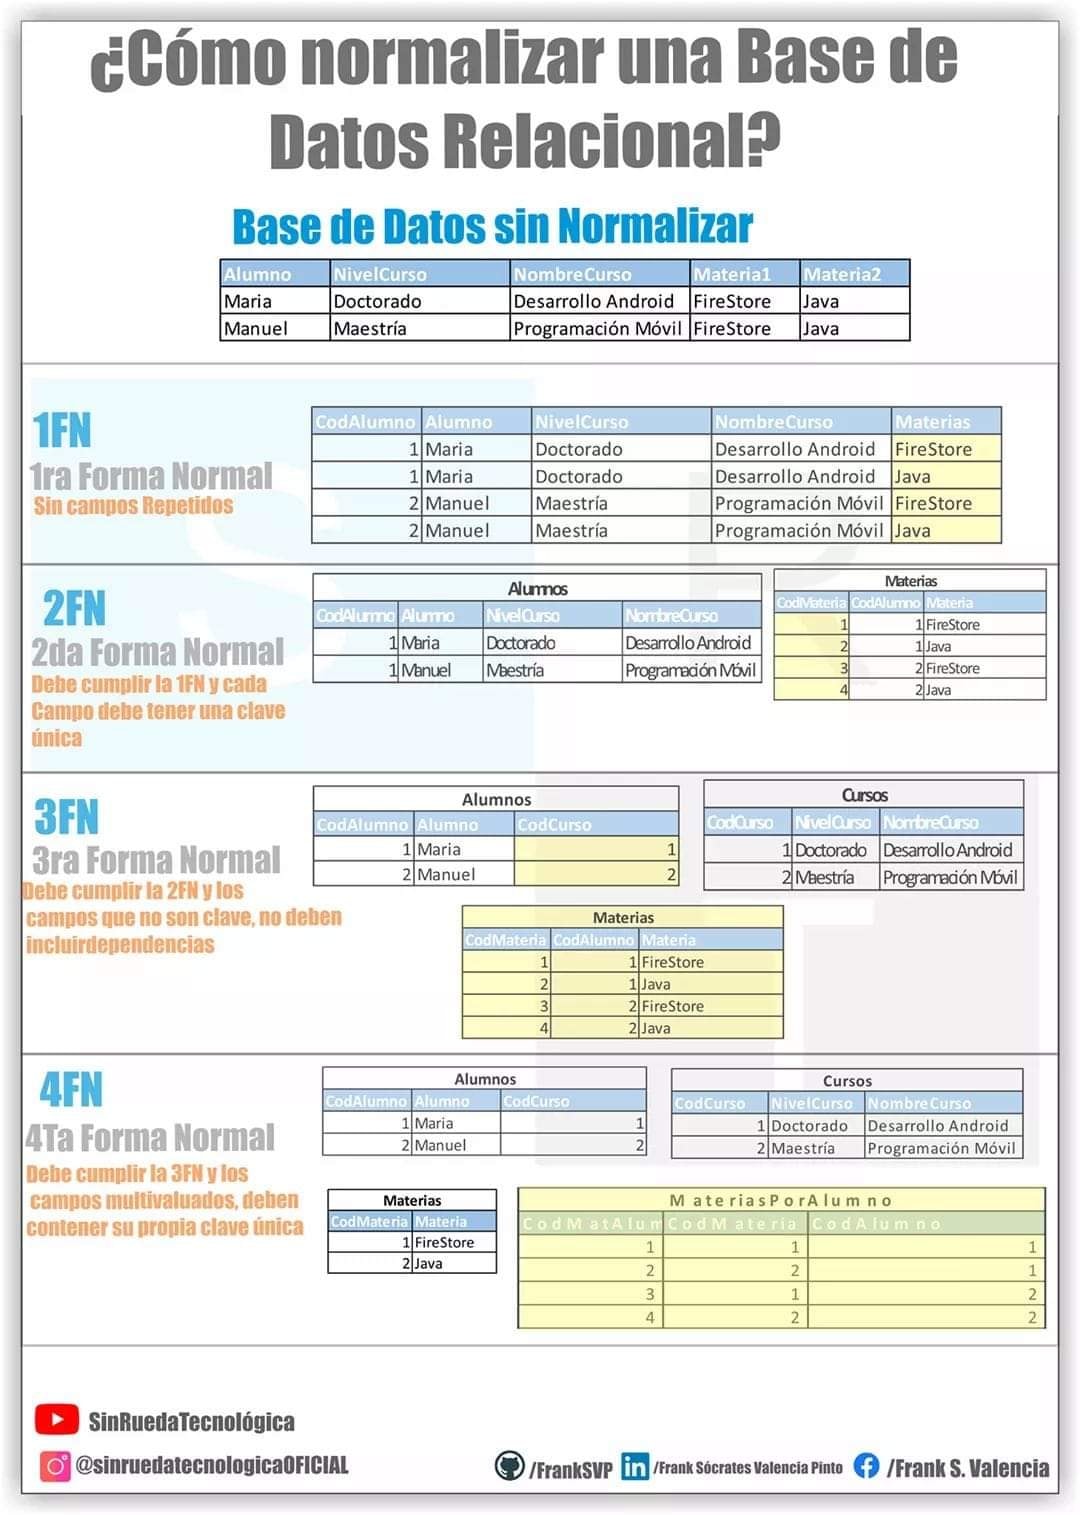 ¿Cómo normalizar una Base de
Datos Relacional?
Base de Datos sin Normalizar
Alumno NivelCurso NombreCurso Materia1 Materia2
Maria Doctorado Desarrollo Android FireStore Java
Manuel Maestría Programación Móvil FireStore Java
1FN
1ra Forma Normal
Sin campos Repetidos
CodAlumno Alumno NivelCurso NombreCurso Materias
1 Maria Doctorado Desarrollo Android FireStore
1 Maria Doctorado Desarrollo Android Java
2 Manuel Maestría Programación Móvil FireStore
2 Manuel Maestría Programación Móvil Java
2FN
2da Forma Normal
Debe cumplir la 1FN y cada
Campo debe tener una clave
única
Alumnos
CodAlumno Alumno NivelCurso NombreCurso
1 Maria Doctorado Desarrollo Android
1 Manuel Maestría Programación Móvil
Materias
CodMateria CodAlumno Materia
1 1 FireStore
2 1 Java
3 2 FireStore
4 2 Java
3FN
3ra Forma Normal
Debe cumplir la 2FN y los
campos que no son clave, no deben
incluirdependencias
Alumnos
CodAlumno Alumno CodCurso
1 Maria 1
2 Manuel 2
Cursos
CodCurso NivelCurso NombreCurso
1 Doctorado Desarrollo Android
2 Maestría Programación Móvil
Materias
CodMateria CodAlumno Materia
1 1 FireStore
2 1 Java
3 2 FireStore
4 2 Java
4FN
4Ta Forma Normal
Debe cumplir la 3FN y los
campos multivaluados, deben
contener su propia clave única
Alumnos
CodAlumno Alumno CodCurso
1 Maria 1
2 Manuel 2
Cursos
CodCurso NivelCurso NombreCurso
1 Doctorado Desarrollo Android
2 Maestría Programación Móvil
Materias
CodMateria Materia
1 FireStore
2 Java
MateriasPorAlumno
CodMatAlum CodMateria CodAlumno
1 1 1
2 2 1
3 1 2
4 2 2
SinRuedaTecnológica
@sinruedatecnologicaOFICIAL
/FrankSVP
in /Frank Sócrates Valencia Pinto
/Frank S. Valencia